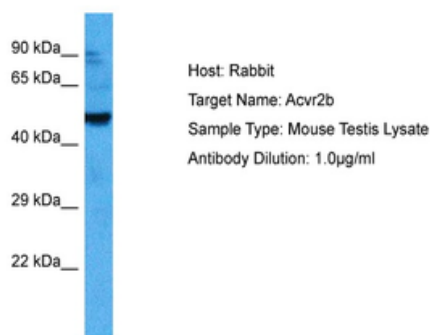 90 kDa__
65 kDa__
40 kDa__
29 kDa__
22 kDa__
Host: Rabbit
Target Name: Acvr2b
Sample Type: Mouse Testis Lysate
Antibody Dilution: 1.0µg/ml